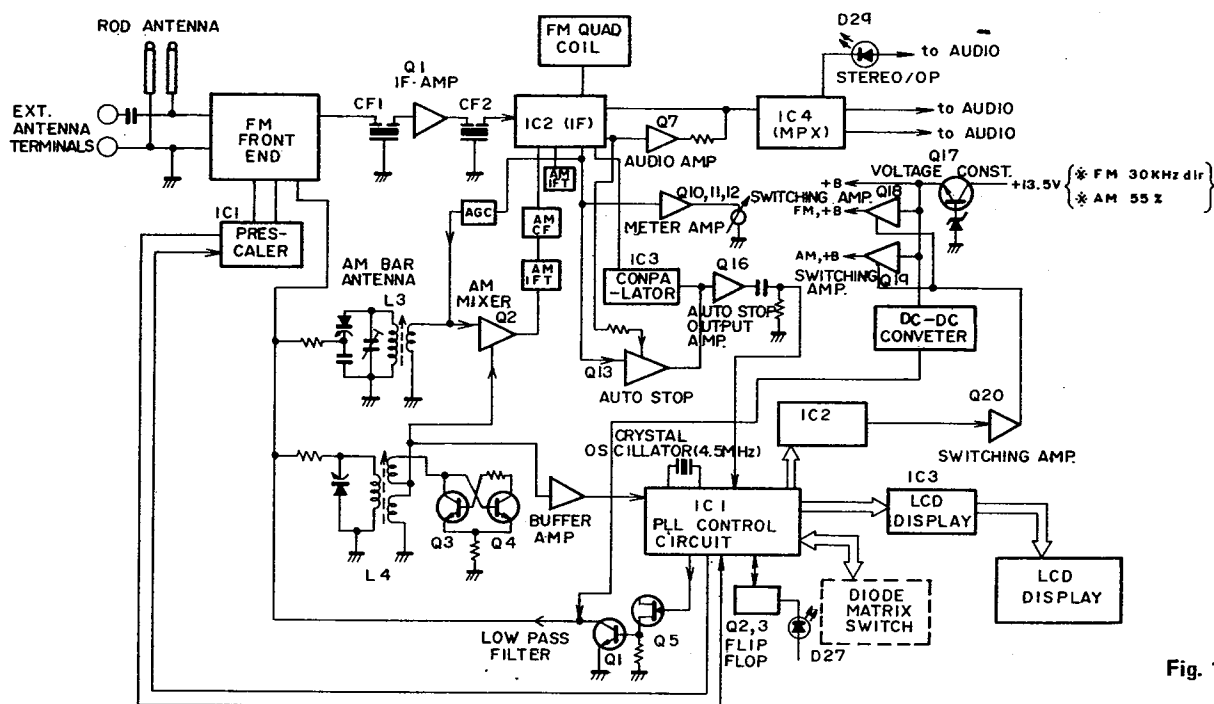 ROD ANTENNA
EXT.
ANTENNA
TERMINALS
FM
FRONT
END
IC1
PRES-
CALER
CF1
Q1
IF-AMP
CF2
FM QUAD
COIL
IC2 (IF)
Q7
AUDIO AMP
IC4
(MPX)
D29
STEREO/OP
to AUDIO
to AUDIO
to AUDIO
Q17
VOLTAGE CONST.
+13.5V
※ FM 30KHz dir
※ AM 55%
+B
Q18
SWITCHING AMP.
FM,+B
AM,+B
SWITCHING
AMP.
Q19
AM
IFT
AM
CF
AM
IFT
AGC
Q10,11,12
METER AMP
IC3
CONPA
-LATOR
Q16
AUTO STOP
OUTPUT
AMP.
DC-DC
CONVETER
AM BAR
ANTENNA
L3
AM
MIXER
Q2
Q13
AUTO STOP
IC2
Q20
SWITCHING AMP.
CRYSTAL
OSCILLATOR(4.5MHz)
L4
Q3
Q4
BUFFER
AMP
IC1
PLL CONTROL
CIRCUIT
IC3
LCD
DISPLAY
LCD
DISPLAY
DIODE
MATRIX
SWITCH
Q2,3
FLIP
FLOP
D27
LOW PASS
FILTER
Q1
Q5
Fig.